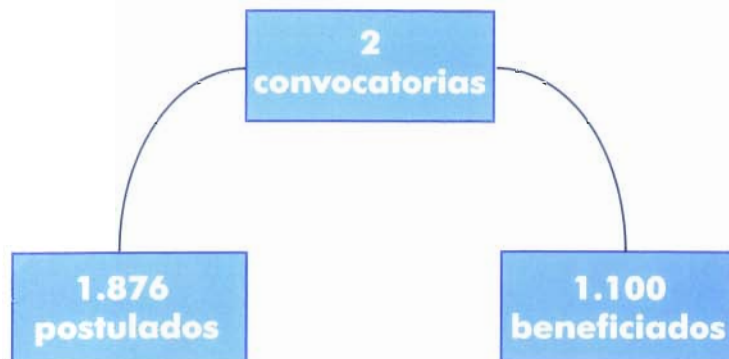 2
convocatorias
1.876
postulados
1.100
beneficiados